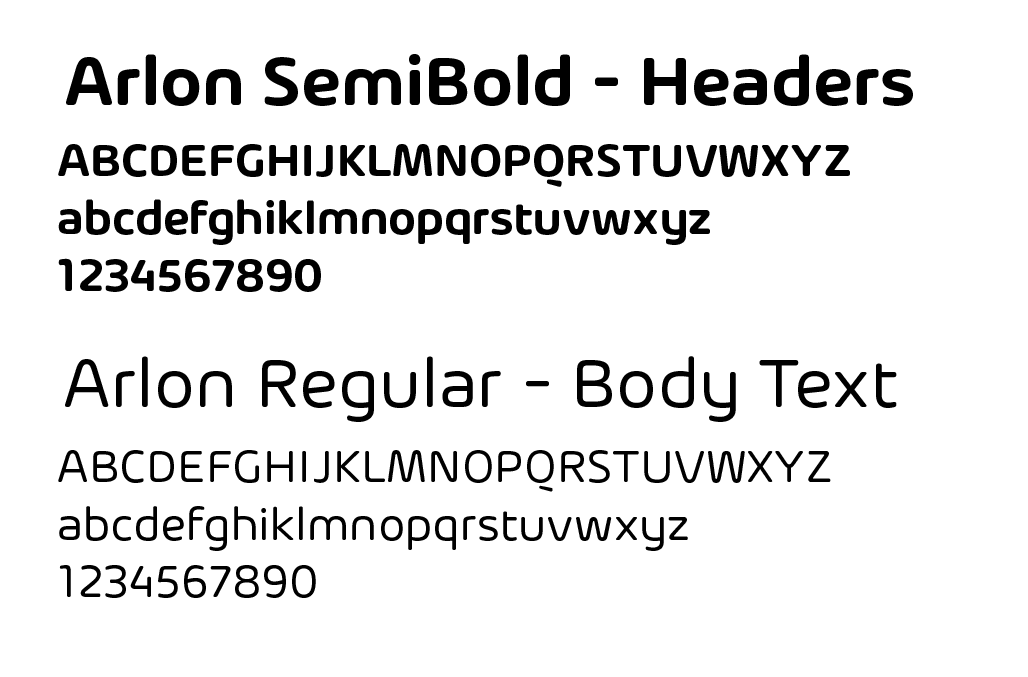 Arlon SemiBold - Headers
ABCDEFGHIJKLMNOPQRSTUVWXYZ
abcdefghiklmnopqrstuvwxyz
1234567890
Arlon Regular - Body Text
ABCDEFGHIJKLMNOPQRSTUVWXYZ
abcdefghiklmnopqrstuvwxyz
1234567890